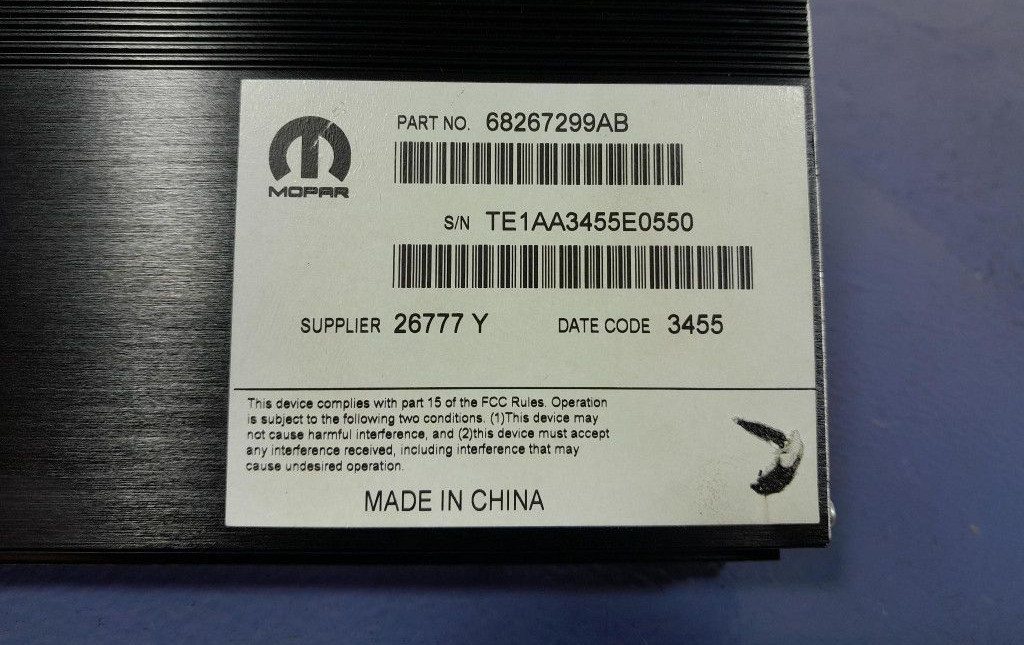 MOPAR
PART NO. 68267299AB
S/N TE1AA3455E0550
SUPPLIER 26777 Y DATE CODE 3455
This device complies with part 15 of the FCC Rules. Operation
is subject to the following two conditions. (1)This device may
not cause harmful interference, and (2)this device must accept
any interference received, including interference that may
cause undesired operation.
MADE IN CHINA